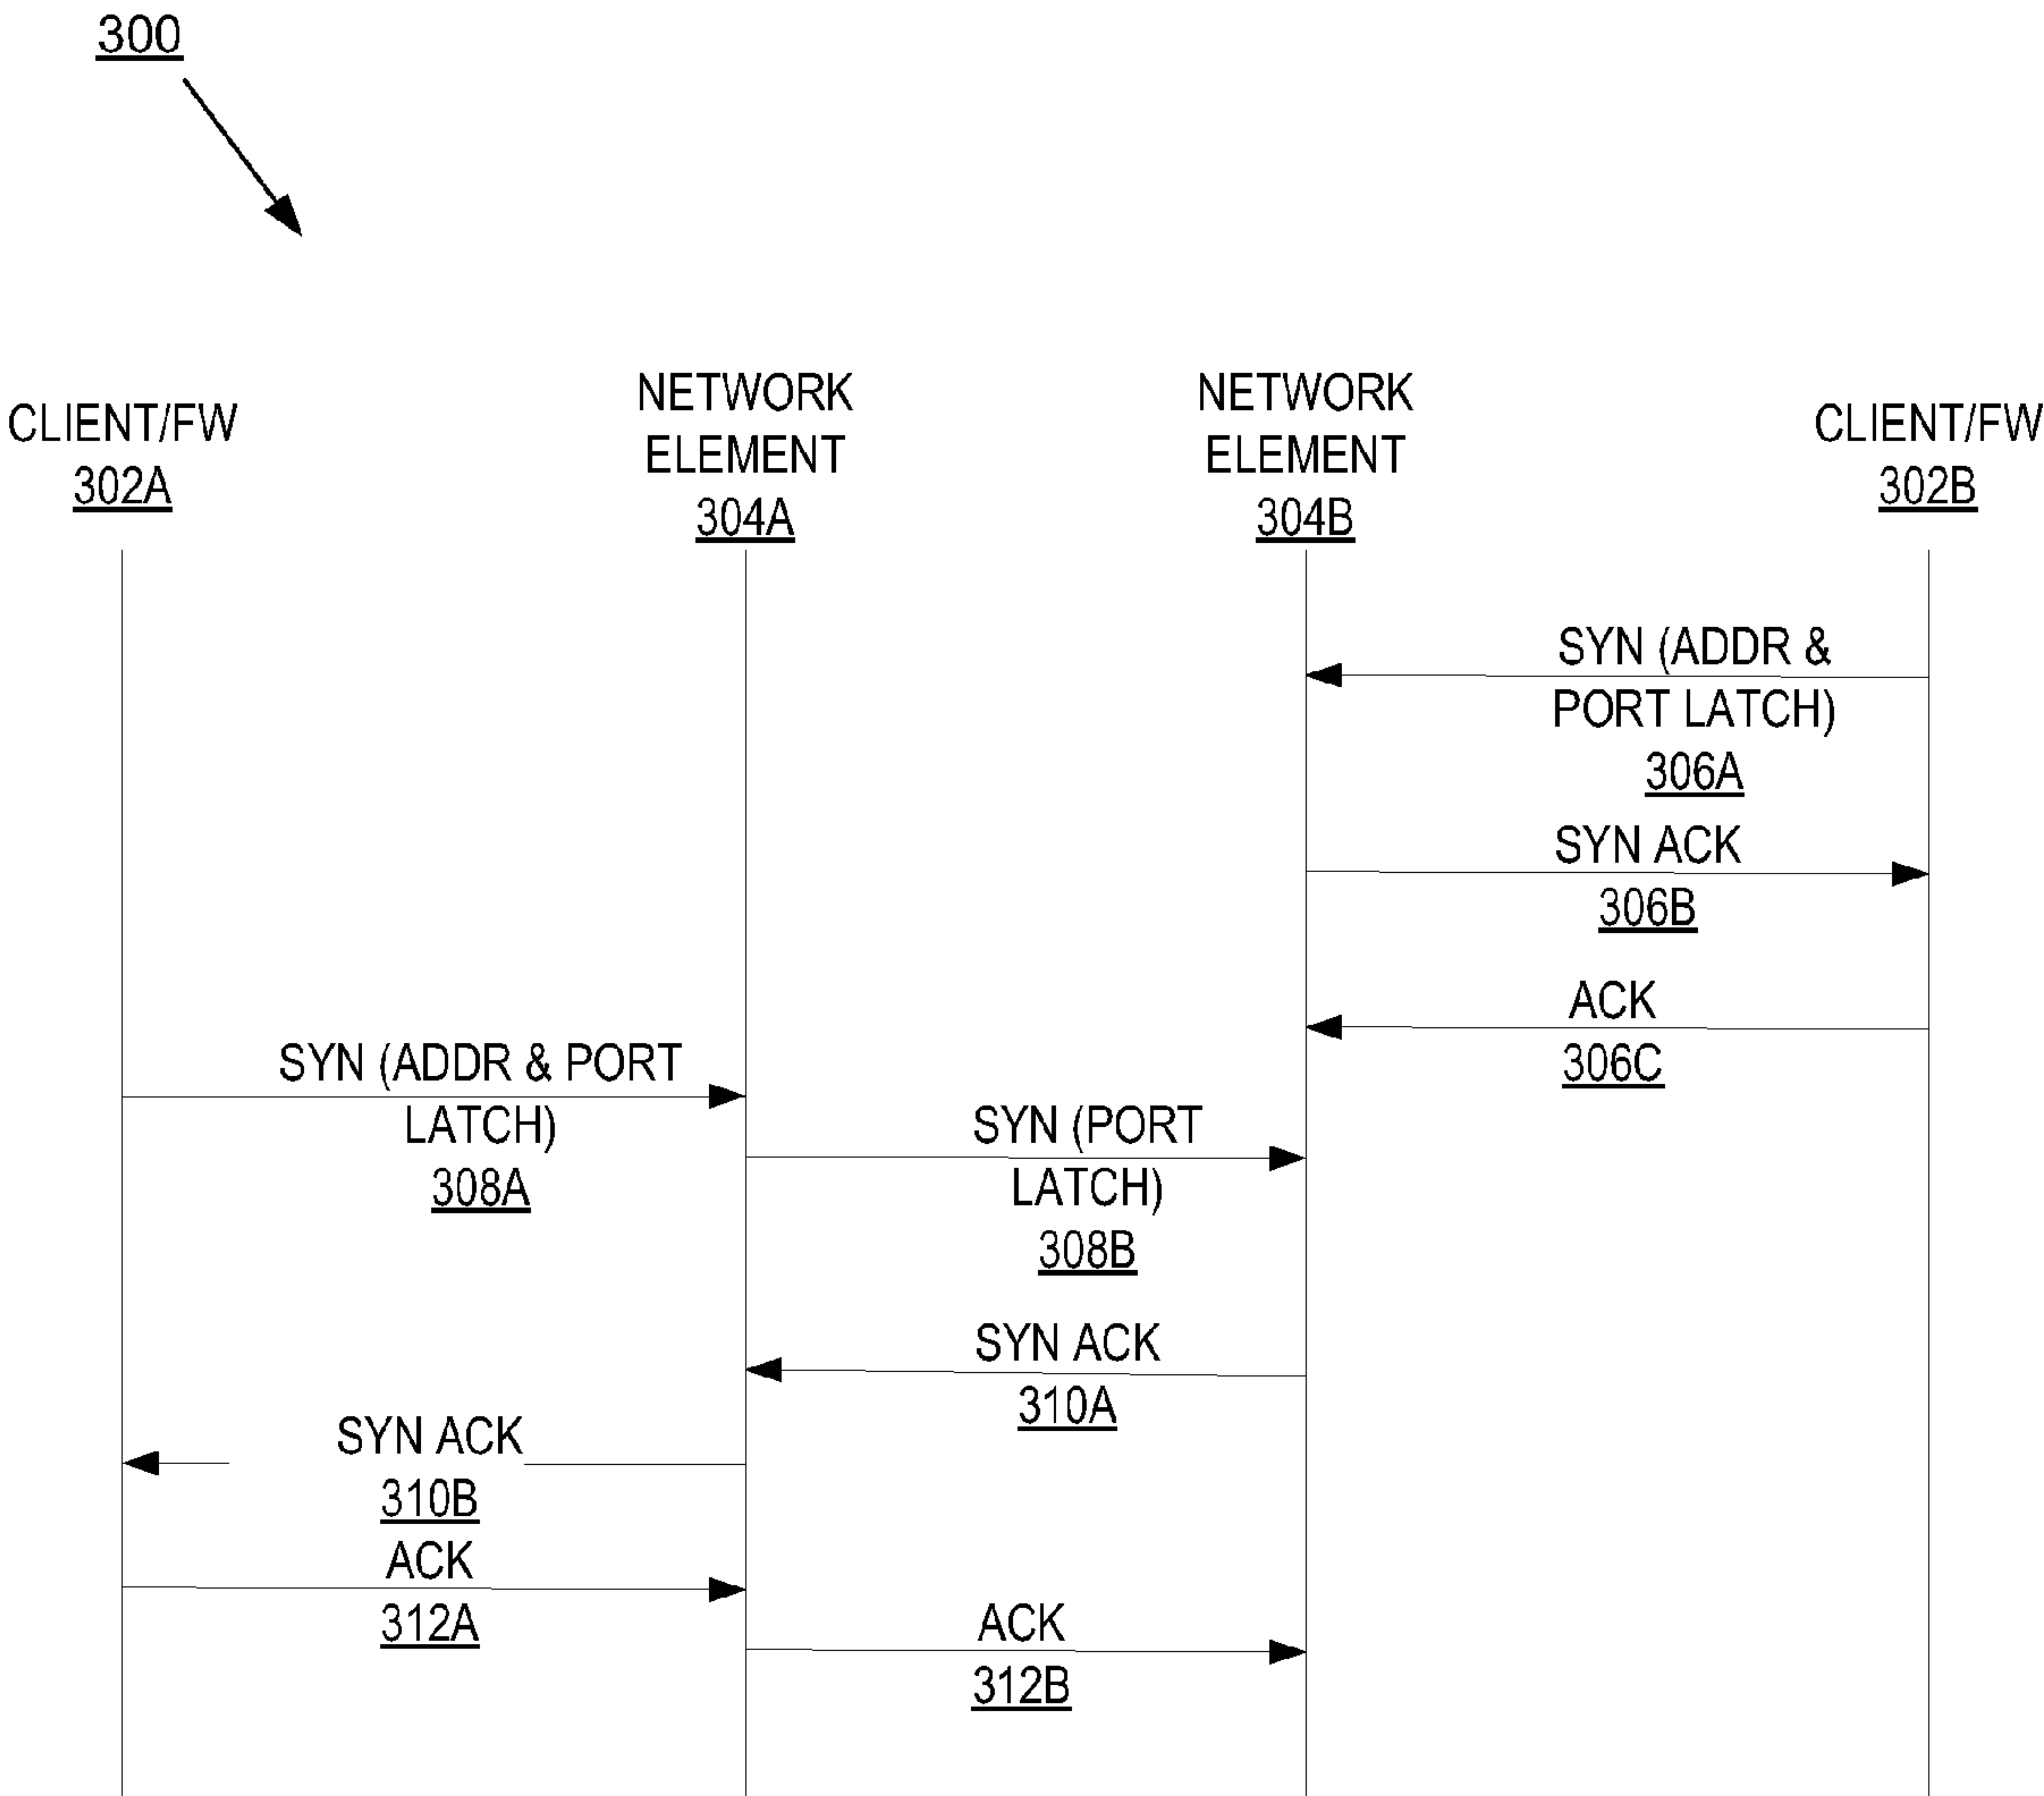 300
CLIENT/FW
302A
NETWORK
ELEMENT
304A
NETWORK
ELEMENT
304B
CLIENT/FW
302B
SYN (ADDR &
PORT LATCH)
306A
SYN ACK
306B
ACK
306C
SYN (ADDR & PORT
LATCH)
308A
SYN (PORT
LATCH)
308B
SYN ACK
310A
SYN ACK
310B
ACK
312A
ACK
312B